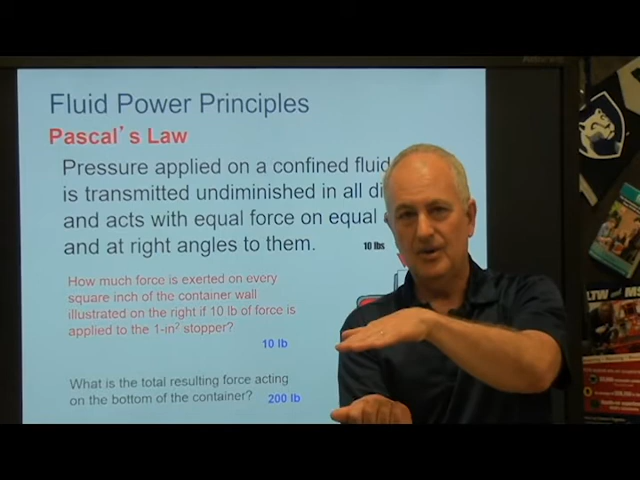 Fluid Power Principles
Pascal's Law
Pressure applied on a confined fluid
is transmitted undiminished in all
and acts with equal force on equal
and at right angles to them.
10 lbs
How much force is exerted on every
square inch of the container wall
illustrated on the right if 10 lb of force is
applied to the 1-in² stopper?
10 lb
What is the total resulting force acting
on the bottom of the container?
200 lb